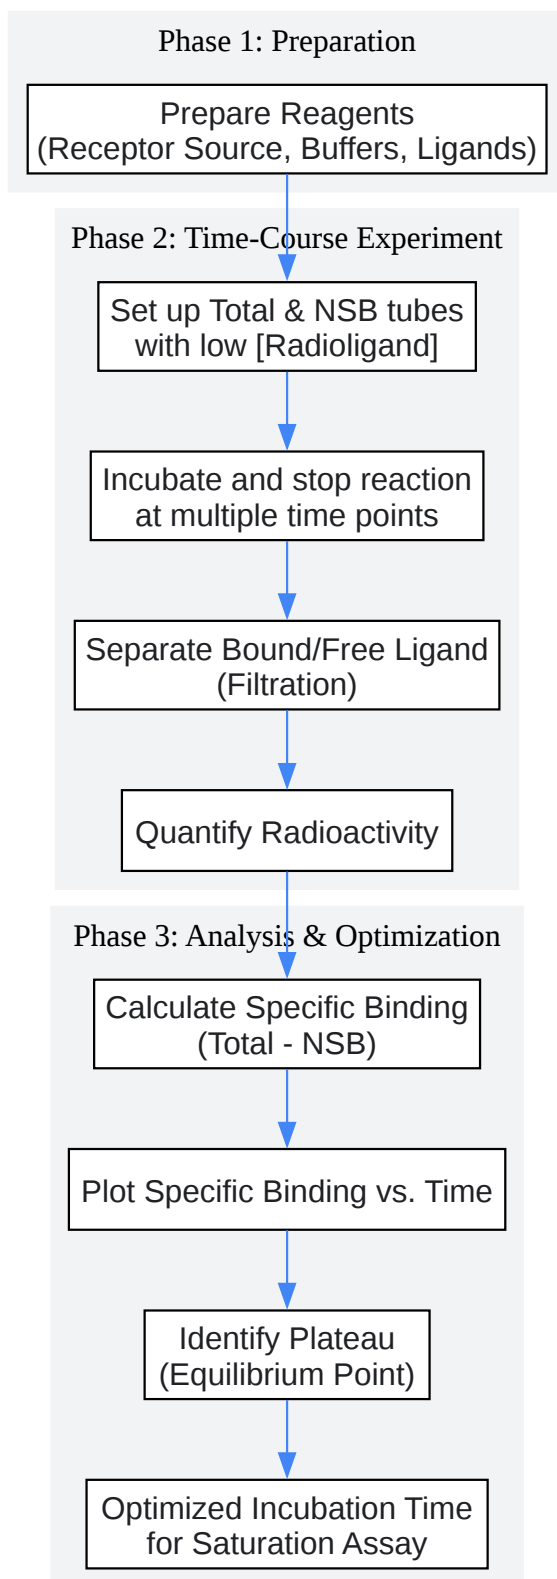 Phase 1: Preparation
Prepare Reagents
(Receptor Source, Buffers, Ligands)
Phase 2: Time-Course Experiment
Set up Total & NSB tubes
with low [Radioligand]
Incubate and stop reaction
at multiple time points
Separate Bound/Free Ligand
(Filtration)
Quantify Radioactivity
Phase 3: Analysis & Optimization
Calculate Specific Binding
(Total - NSB)
Plot Specific Binding vs. Time
Identify Plateau
(Equilibrium Point)
Optimized Incubation Time
for Saturation Assay